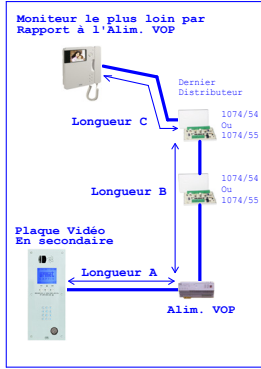 Moniteur le plus loin par
Rapport à l'Alim. VOP
Dernier
Distributeur
1074/54
Ou
1074/55
Longueur C
1074/54
Ou
1074/55
Longueur B
Plaque Vidéo
En secondaire
Longueur A
Alim. VOP